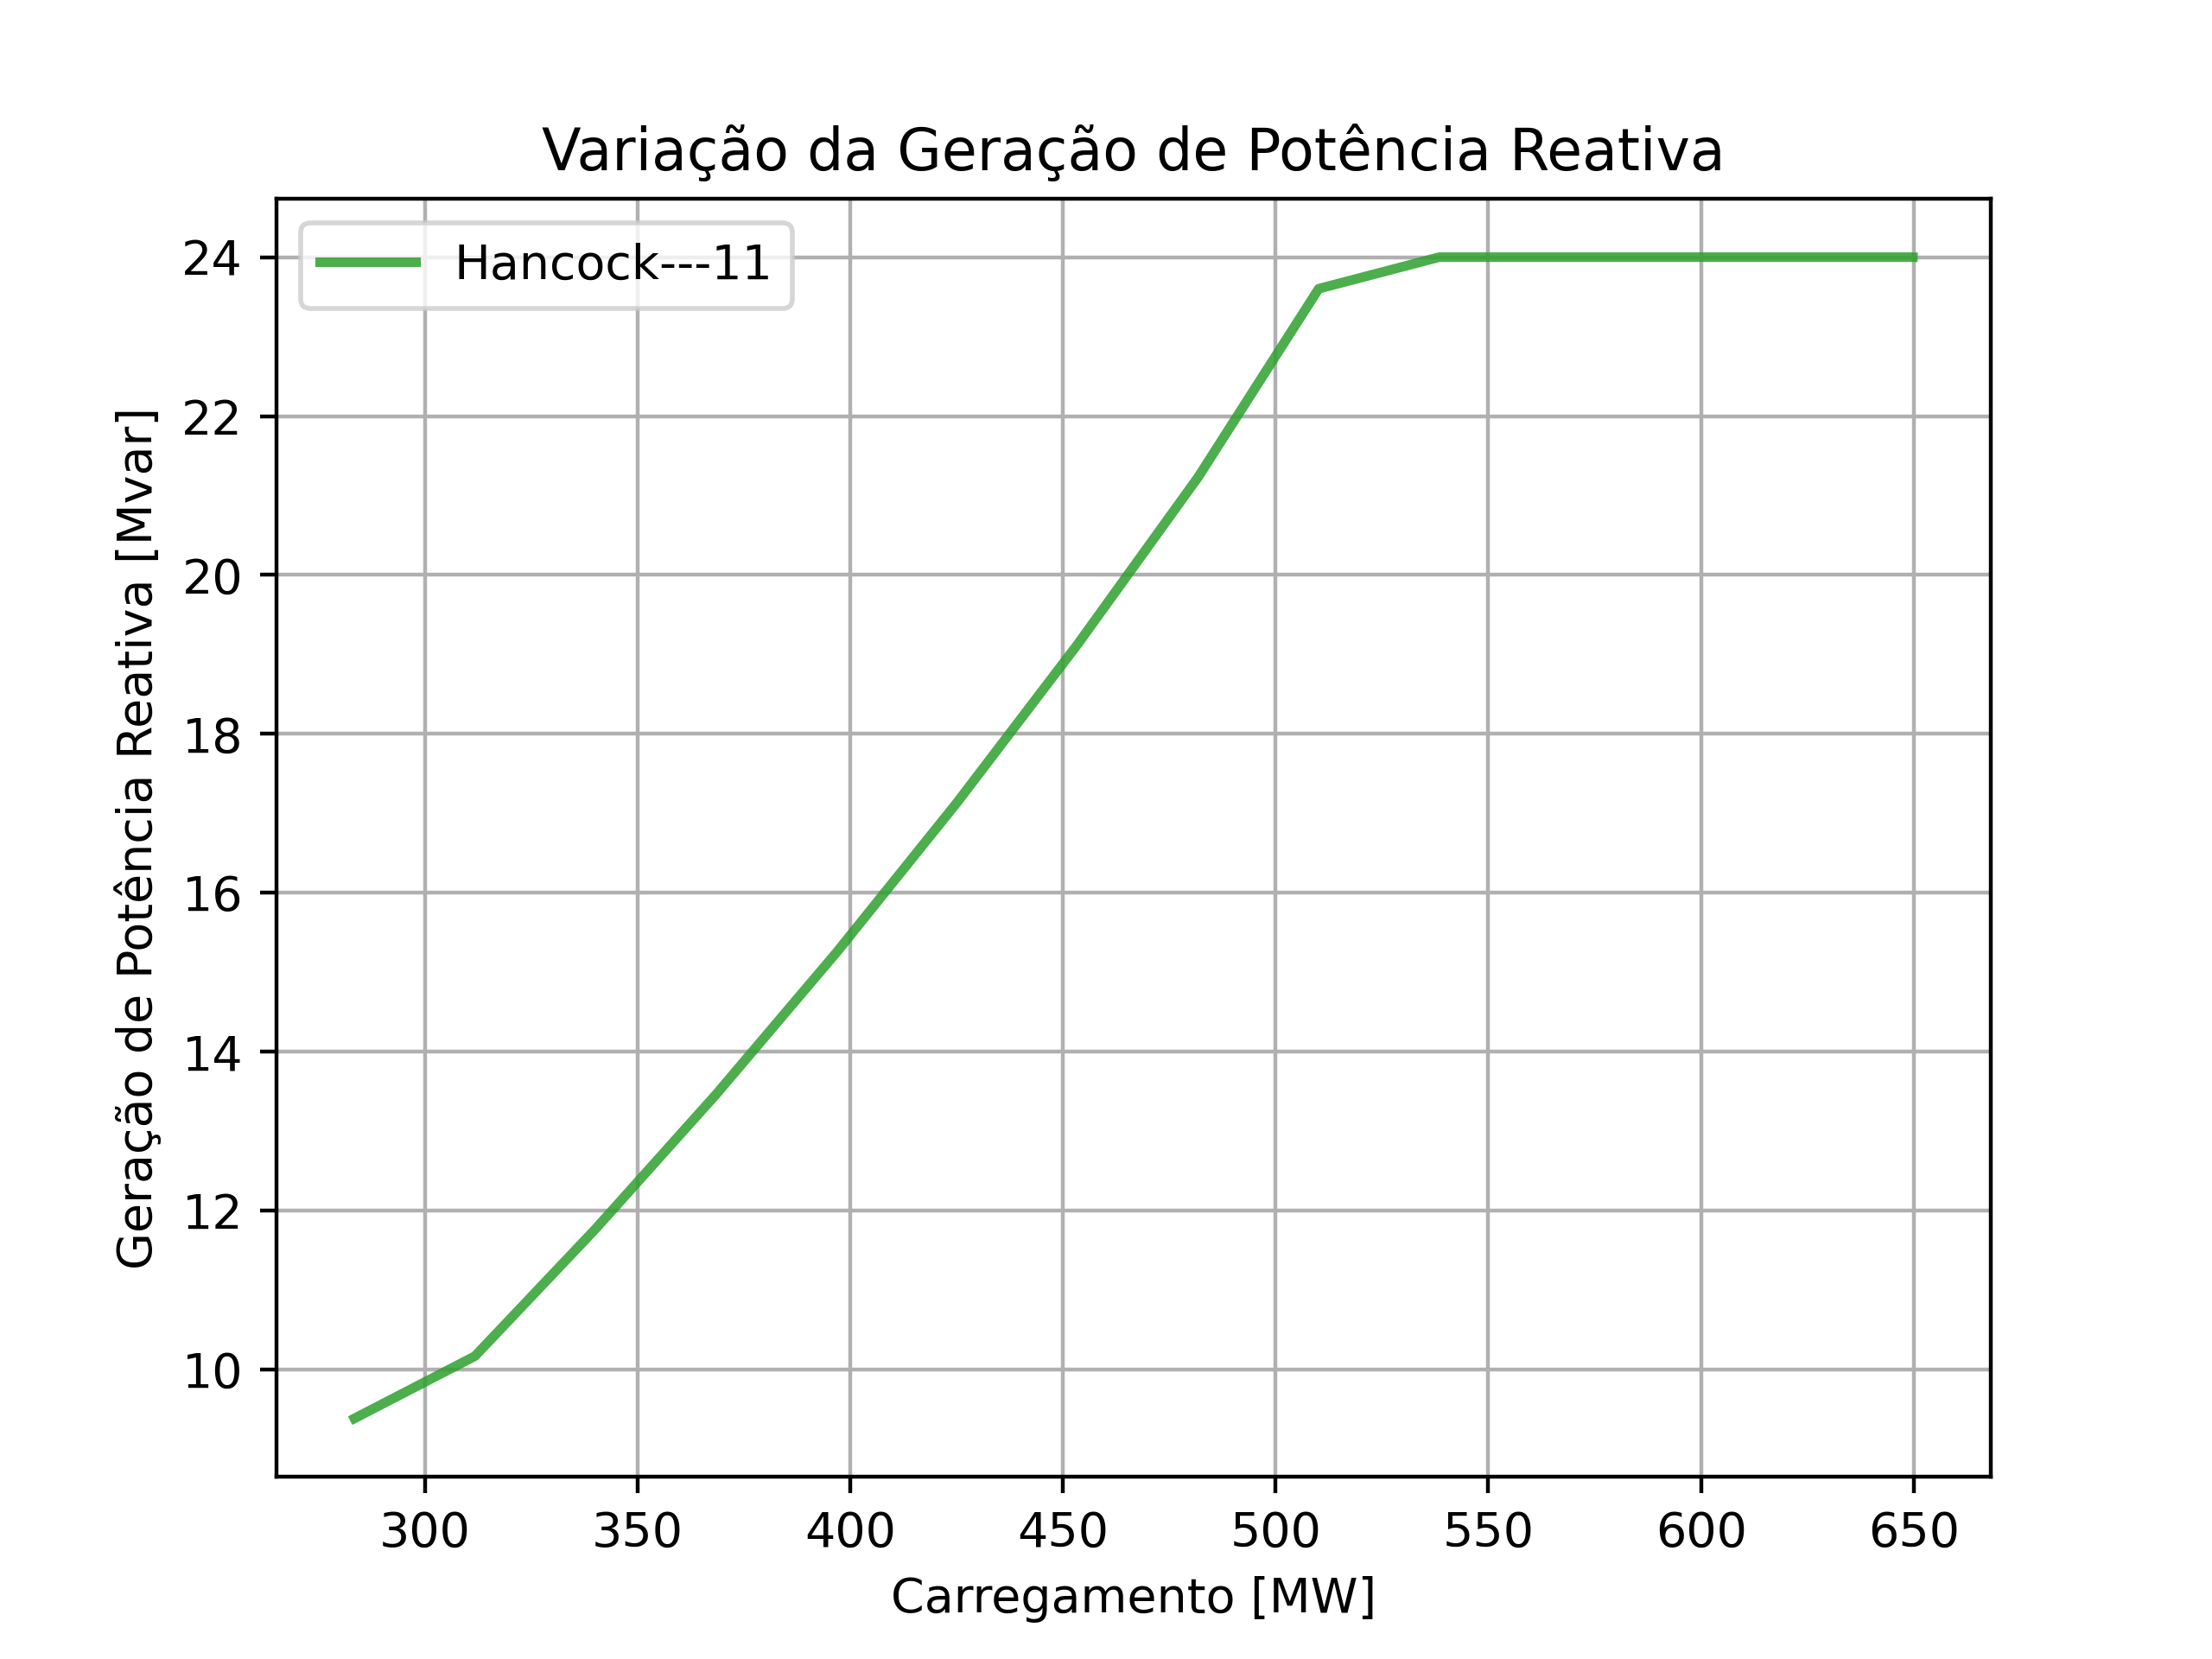 Variação da Geração de Potência Reativa
Hancock---11
Geração de Potência Reativa [Mvar]
24
22
20
18
16
14
12
10
300 350 400 450 500 550 600 650
Carregamento [MW]